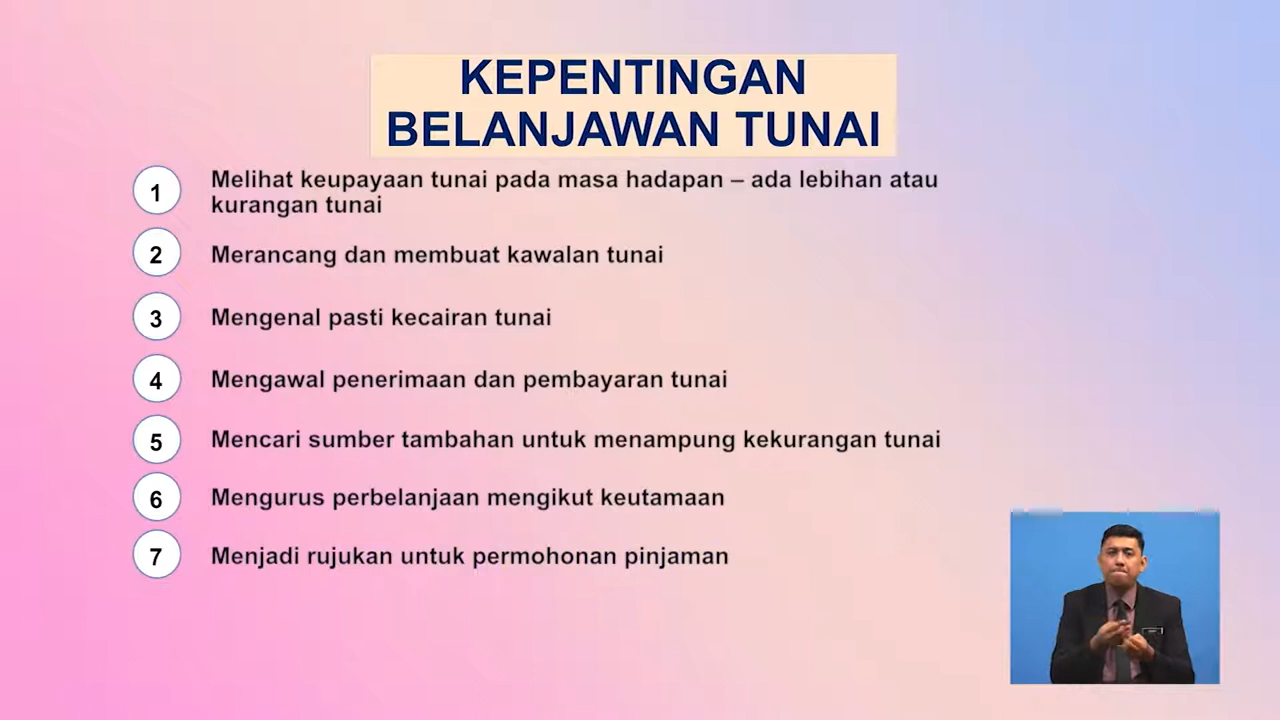 KEPENTINGAN
BELANJAWAN TUNAI
1 Melihat keupayaan tunai pada masa hadapan – ada lebihan atau
kurangan tunai
2 Merancang dan membuat kawalan tunai
3 Mengenal pasti kecairan tunai
4 Mengawal penerimaan dan pembayaran tunai
5 Mencari sumber tambahan untuk menampung kekurangan tunai
6 Mengurus perbelanjaan mengikut keutamaan
7 Menjadi rujukan untuk permohonan pinjaman